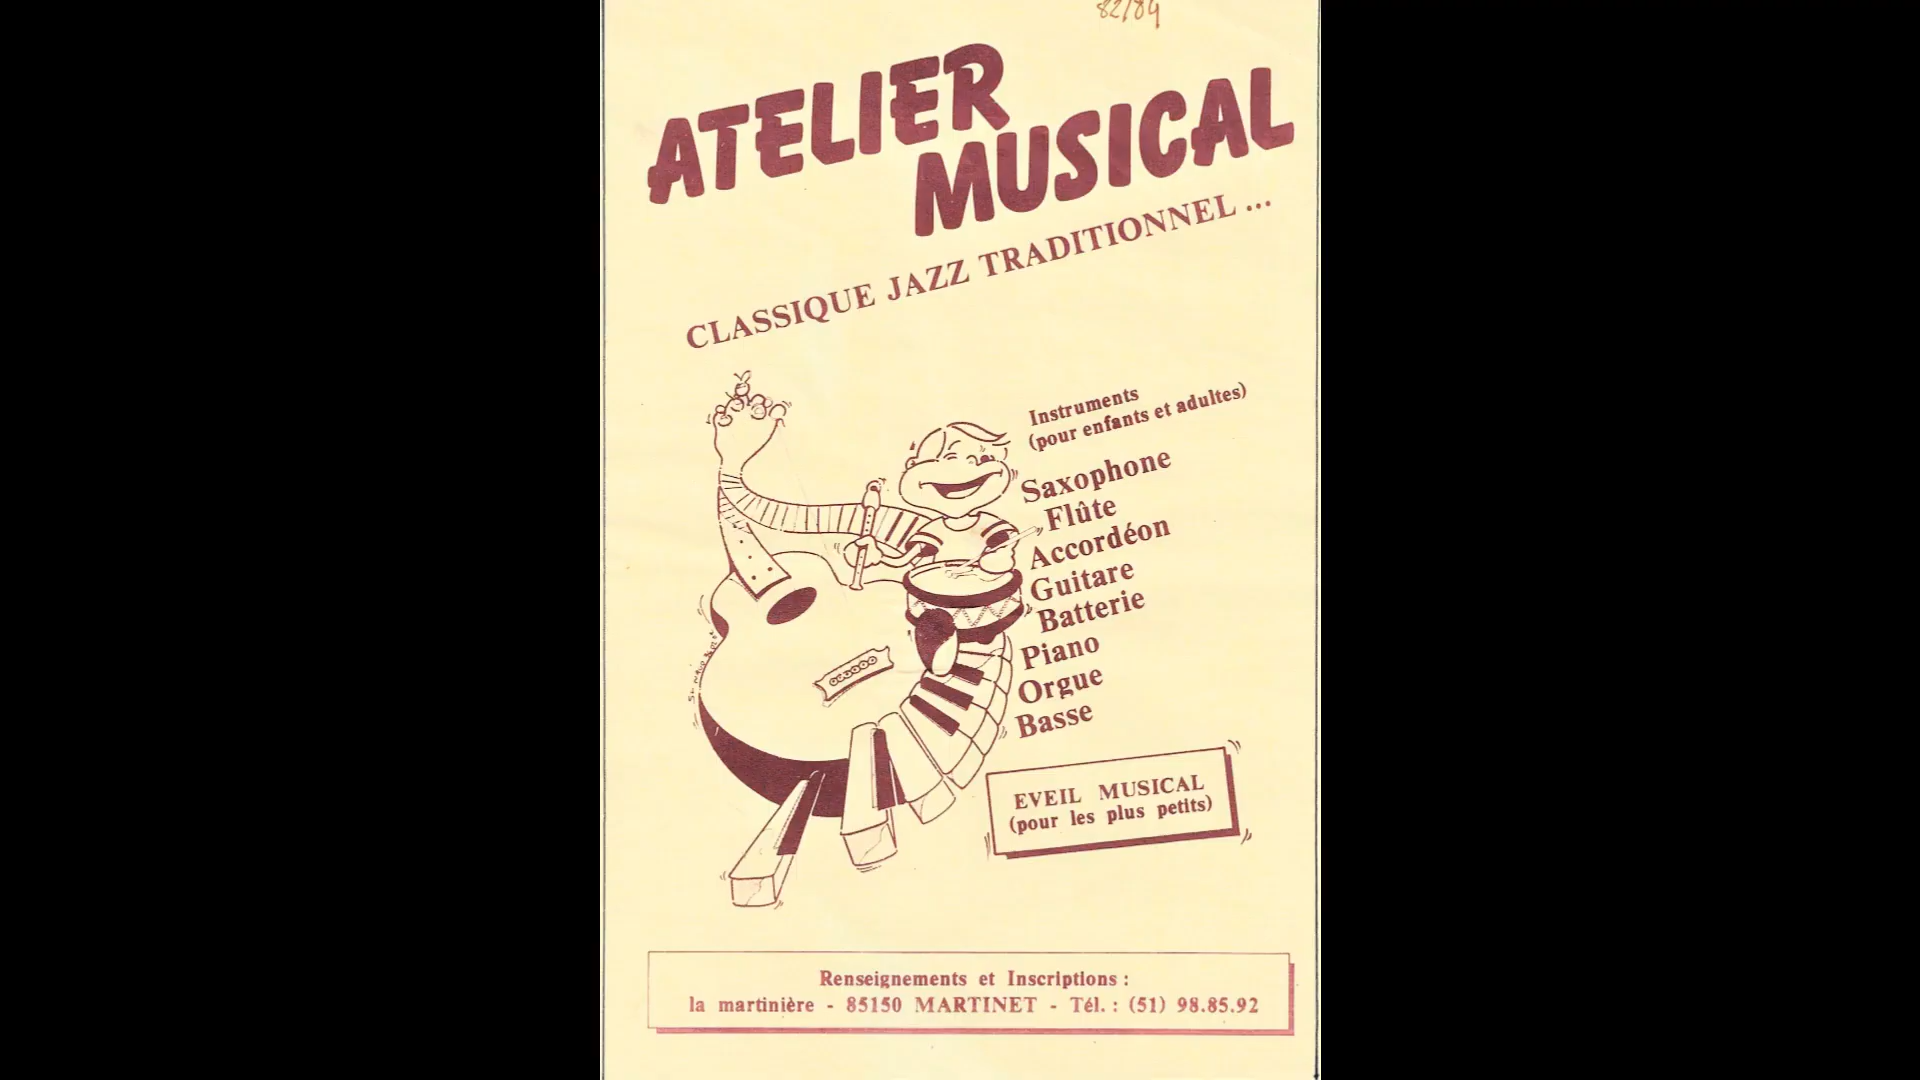 82/84
ATELIER
MUSICAL
CLASSIQUE JAZZ TRADITIONNEL ...
Instruments
(pour enfants et adultes)
Saxophone
Flûte
Accordéon
Guitare
Batterie
Piano
Orgue
Basse
EVEIL MUSICAL
(pour les plus petits)
Renseignements et Inscriptions :
la martinière - 85150 MARTINET - Tél. : (51) 98.85.92